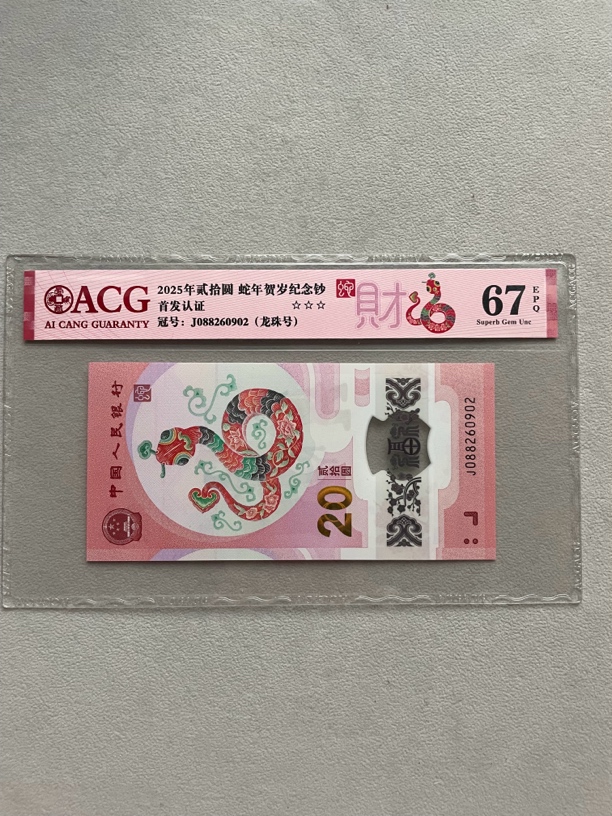 ACG
AI CANG GUARANTY
2025年贰拾圆 蛇年贺岁纪念钞
首发认证 ☆☆☆
冠号：J088260902（龙珠号）
財
67
EPQ
Superb Gem Unc
中国人民银行
贰拾圆
20
J088260902